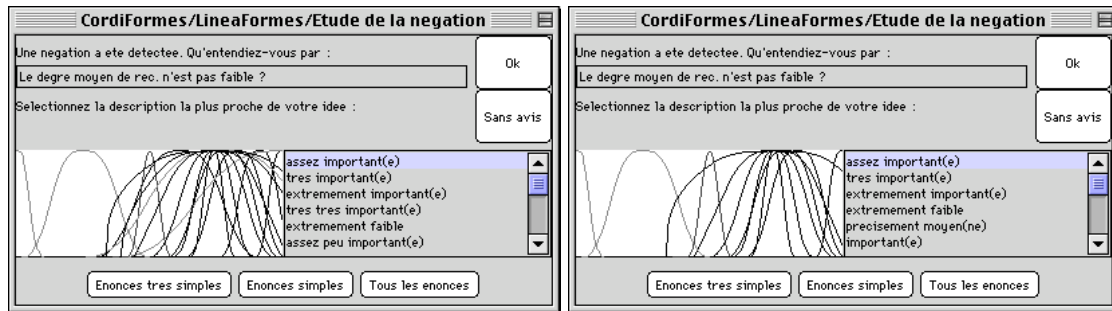 CordiFormes/LineaFormes/Etude de la negation
Une negation a ete detectee. Qu'entendiez-vous par :
Le degre moyen de rec. n'est pas faible ?
Ok
Selectionnez la description la plus proche de votre idee :
Sans avis
assez important(e)
tres important(e)
extremement important(e)
tres tres important(e)
extremement faible
assez peu important(e)
Enonces tres simples
Enonces simples
Tous les enonces
CordiFormes/LineaFormes/Etude de la negation
Une negation a ete detectee. Qu'entendiez-vous par :
Le degre moyen de rec. n'est pas faible ?
Ok
Selectionnez la description la plus proche de votre idee :
Sans avis
assez important(e)
tres important(e)
extremement important(e)
extremement faible
precisement moyen(ne)
important(e)
Enonces tres simples
Enonces simples
Tous les enonces